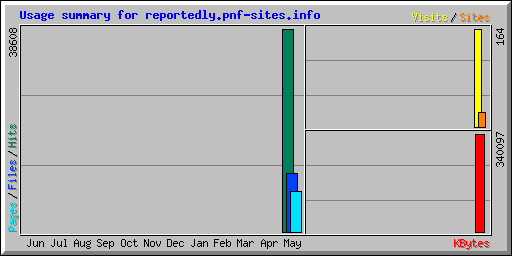 Usage summary for reportedly.pnf-sites.info
Visits / Sites
38608
Pages / Files / Hits
164
340097
Jun Jul Aug Sep Oct Nov Dec Jan Feb Mar Apr May
KBytes